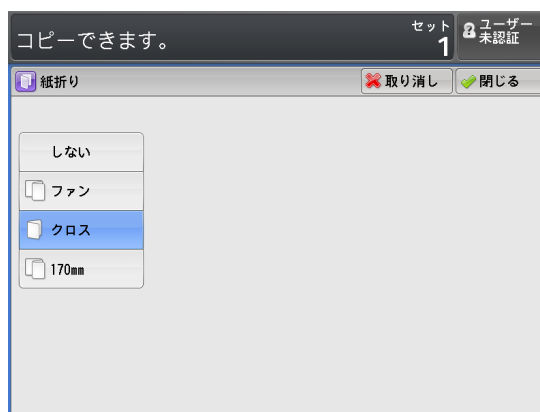 コピーできます。
セット
1
ユーザー
未認証
紙折り
取り消し
閉じる
しない
ファン
クロス
170mm